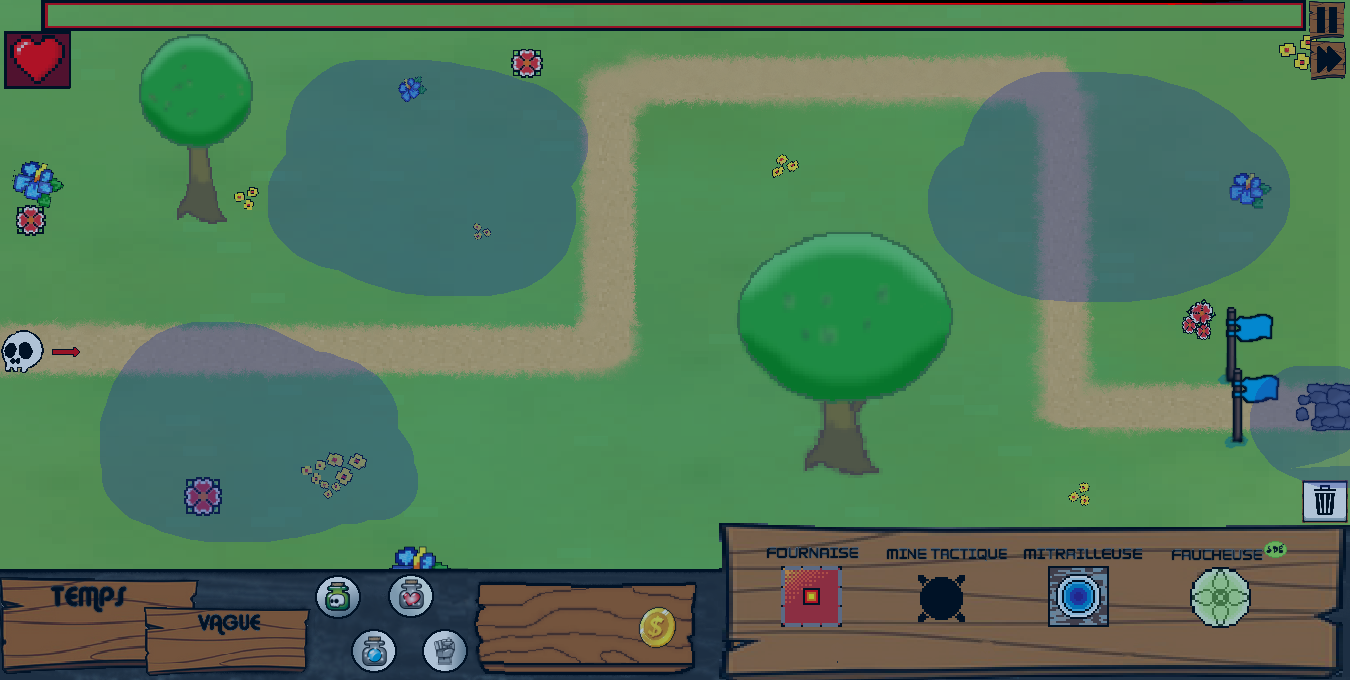 FOURNAISE
MINE TACTIQUE
MITRAILLEUSE
FAUCHEUSE
TEMPS
VAGUE
$